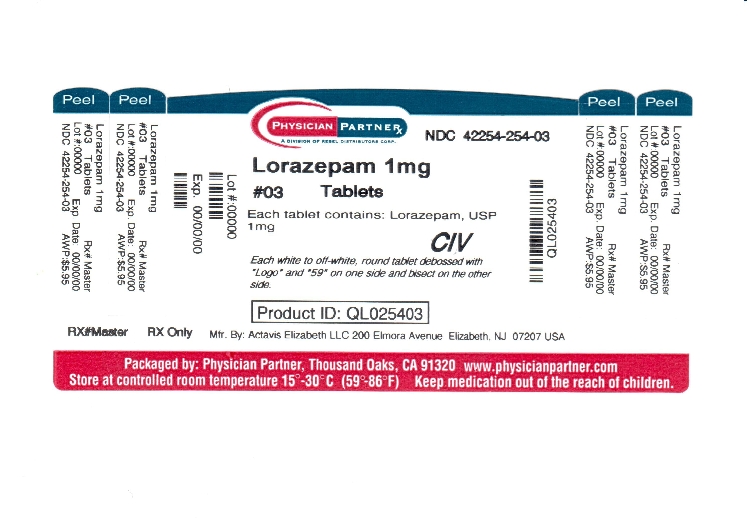 Peel
Lorazepam 1mg
#03 Tablets Rx# Master
Lot #:00000 Exp. Date: 00/00/00
NDC 42254-254-03 AWP:$5.95
Peel
Lorazepam 1mg
#03 Tablets Rx# Master
Lot #:00000 Exp. Date: 00/00/00
NDC 42254-254-03 AWP:$5.95
Lot #:00000
Exp. 00/00/00
PHYSICIAN PARTNER Rx
A DIVISION OF REBEL DISTRIBUTORS CORP.
NDC 42254-254-03
Lorazepam 1mg
#03 Tablets
Each tablet contains: Lorazepam, USP
1mg
CIV
Each white to off-white, round tablet debossed with
"Logo" and "59" on one side and bisect on the other
side.
Product ID: QL025403
QL025403
RX#Master RX Only Mfr. By: Actavis Elizabeth LLC 200 Elmora Avenue Elizabeth, NJ 07207 USA
Peel
Lorazepam 1mg
#03 Tablets Rx# Master
Lot #:00000 Exp. Date: 00/00/00
NDC 42254-254-03 AWP:$5.95
Peel
Lorazepam 1mg
#03 Tablets Rx# Master
Lot #:00000 Exp. Date: 00/00/00
NDC 42254-254-03 AWP:$5.95
Packaged by: Physician Partner, Thousand Oaks, CA 91320 www.physicianpartner.com
Store at controlled room temperature 15°-30°C (59°-86°F) Keep medication out of the reach of children.